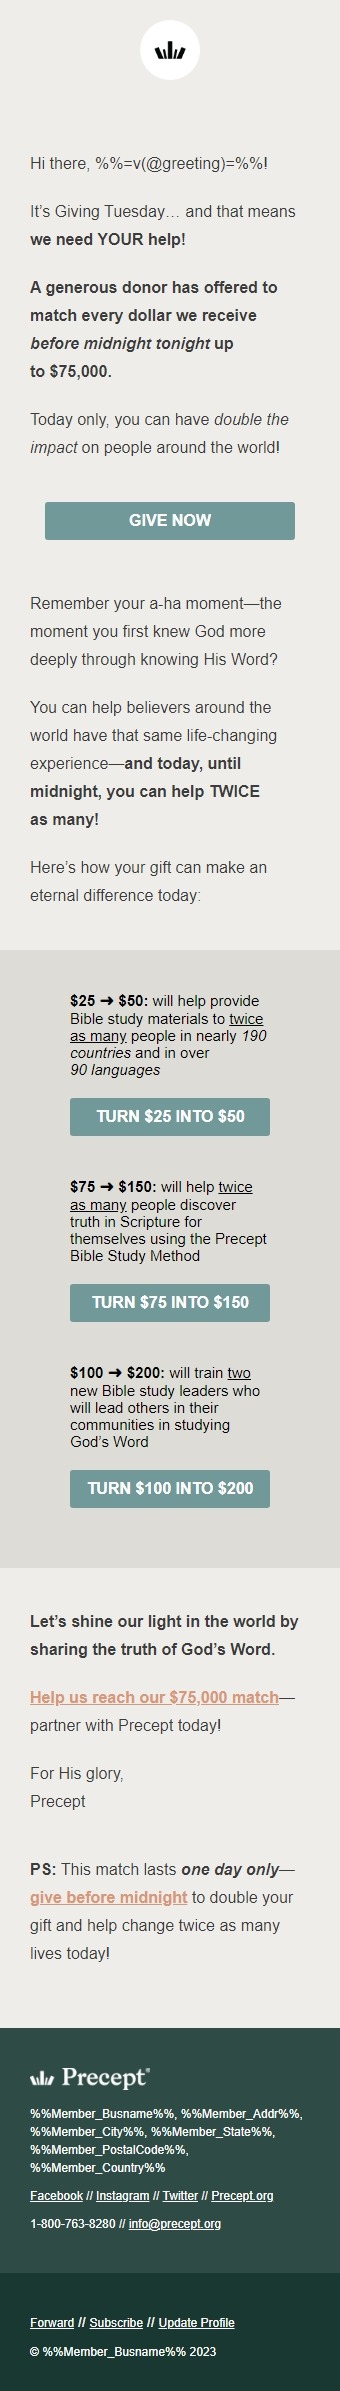 Hi there, %%=v(@greeting)=%%!
It’s Giving Tuesday… and that means
we need YOUR help!
A generous donor has offered to
match every dollar we receive
before midnight tonight up
to $75,000.
Today only, you can have double the
impact on people around the world!
GIVE NOW
Remember your a-ha moment—the
moment you first knew God more
deeply through knowing His Word?
You can help believers around the
world have that same life-changing
experience—and today, until
midnight, you can help TWICE
as many!
Here’s how your gift can make an
eternal difference today:
$25 ➜ $50: will help provide
Bible study materials to twice
as many people in nearly 190
countries and in over
90 languages
TURN $25 INTO $50
$75 ➜ $150: will help twice
as many people discover
truth in Scripture for
themselves using the Precept
Bible Study Method
TURN $75 INTO $150
$100 ➜ $200: will train two
new Bible study leaders who
will lead others in their
communities in studying
God’s Word
TURN $100 INTO $200
Let’s shine our light in the world by
sharing the truth of God’s Word.
Help us reach our $75,000 match—
partner with Precept today!
For His glory,
Precept
PS: This match lasts one day only—
give before midnight to double your
gift and help change twice as many
lives today!
Precept®
%%Member_Busname%%, %%Member_Addr%%,
%%Member_City%%, %%Member_State%%,
%%Member_PostalCode%%,
%%Member_Country%%
Facebook // Instagram // Twitter // Precept.org
1-800-763-8280 // info@precept.org
Forward // Subscribe // Update Profile
© %%Member_Busname%% 2023